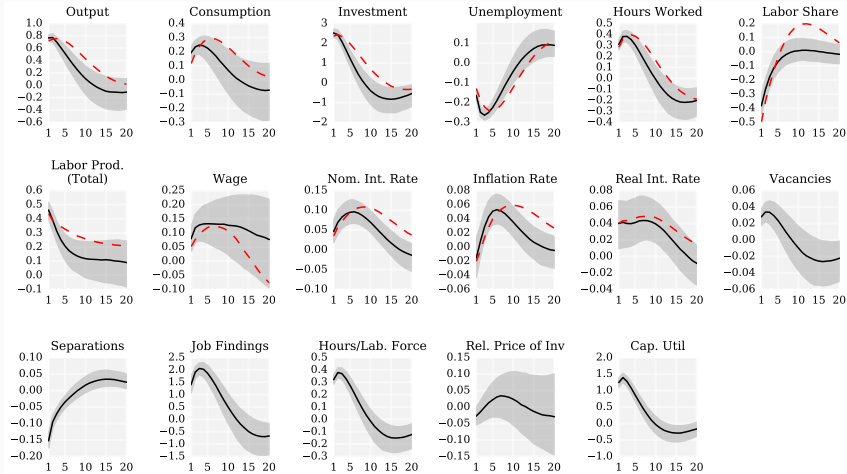 Output Consumption Investment Unemployment Hours Worked Labor Share
1.0 0.4 3 0.5 0.2
0.8 0.3 2 0.1 0.4 0.1
0.6 0.2 0.3 0.0
0.4 0.1 1 0.0 0.2 −0.1
0.2 0.0 0 0.1 −0.2
0.0 −0.1 −0.1 0.0 −0.3
−0.2 −0.2 −1 −0.2 −0.1 −0.4
−0.4 −0.3 −2 −0.3 −0.2 −0.5
−0.6 −0.3
−0.4
1 5 10 15 20 1 5 10 15 20 1 5 10 15 20 1 5 10 15 20 1 5 10 15 20 1 5 10 15 20
Labor Prod.
(Total) Wage Nom. Int. Rate Inflation Rate Real Int. Rate Vacancies
0.6 0.25 0.15 0.08 0.08 0.06
0.5 0.20 0.10 0.06 0.06 0.04
0.4 0.15 0.04 0.04 0.02
0.3 0.10 0.05 0.02 0.02 0.00
0.2 0.05 0.00 0.00 0.00 −0.02
0.1 0.00 −0.05 −0.02 −0.02 −0.04
0.0 −0.05 −0.10 −0.04 −0.04 −0.06
−0.1 −0.10 −0.06
1 5 10 15 20 1 5 10 15 20 1 5 10 15 20 1 5 10 15 20 1 5 10 15 20 1 5 10 15 20
Separations Job Findings Hours/Lab. Force Rel. Price of Inv Cap. Util
0.10 2.5 0.5 0.15 2.0
0.05 2.0 0.4 0.10 1.5
0.00 1.5 0.3 0.05 1.0
−0.05 1.0 0.2 0.00 0.5
−0.10 0.5 0.1 −0.05 0.0
−0.15 0.0 0.0 −0.10 −0.5
−0.20 −0.5 −0.1 −0.15 −1.0
−1.0 −0.2
−1.5 −0.3
1 5 10 15 20 1 5 10 15 20 1 5 10 15 20 1 5 10 15 20 1 5 10 15 20